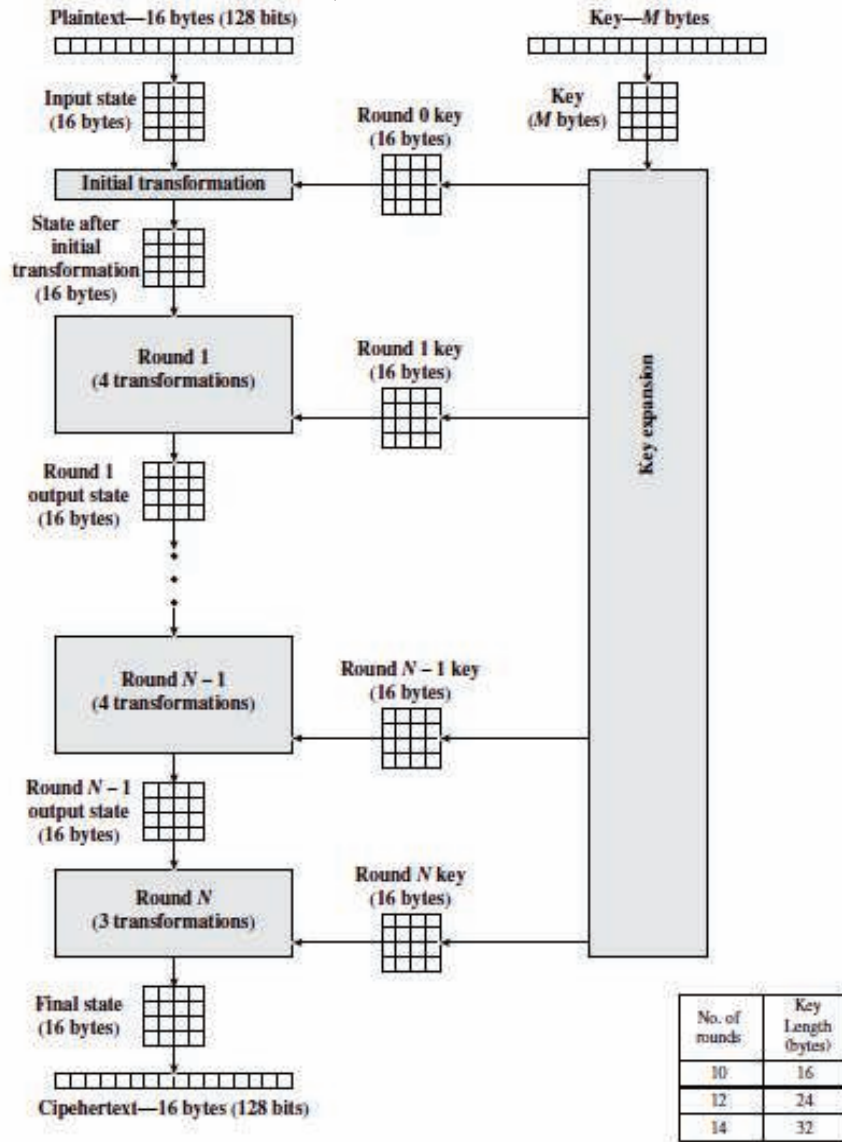 Plaintext—16 bytes (128 bits)
Key—M bytes
Input state
(16 bytes)
Key
(M bytes)
Round 0 key
(16 bytes)
Initial transformation
State after
initial
transformation
(16 bytes)
Round 1
(4 transformations)
Round 1 key
(16 bytes)
Key expansion
Round 1
output state
(16 bytes)
Round N – 1
(4 transformations)
Round N – 1 key
(16 bytes)
Round N – 1
output state
(16 bytes)
Round N
(3 transformations)
Round N key
(16 bytes)
Final state
(16 bytes)
Cipehertext—16 bytes (128 bits)
No. of
rounds
Key
Length
(bytes)
10 16
12 24
14 32